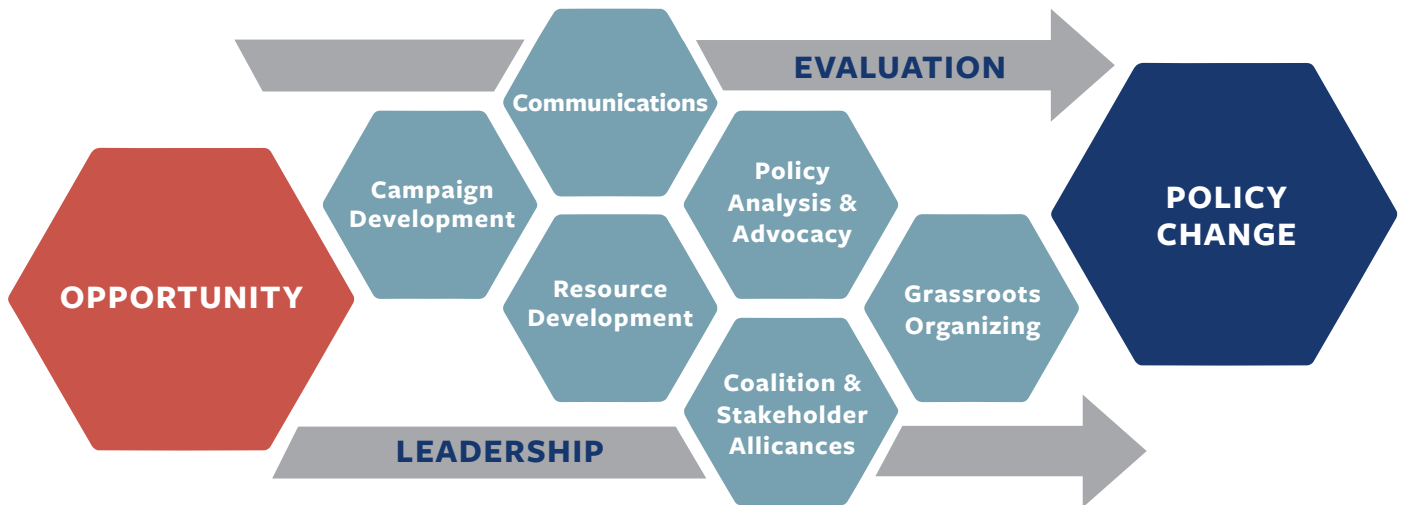 EVALUATION
Communications
Campaign
Development
Policy
Analysis &
Advocacy
POLICY
CHANGE
OPPORTUNITY
Resource
Development
Grassroots
Organizing
Coalition &
Stakeholder
Allicances
LEADERSHIP